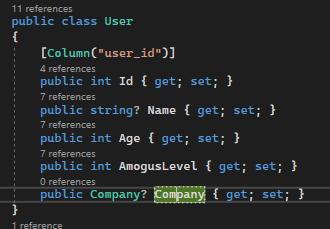 11 references
public class User
{
[Column("user_id")]
4 references
public int Id { get; set; }
7 references
public string? Name { get; set; }
7 references
public int Age { get; set; }
7 references
public int AmogusLevel { get; set; }
0 references
public Company? Company { get; set; }
}
1 reference